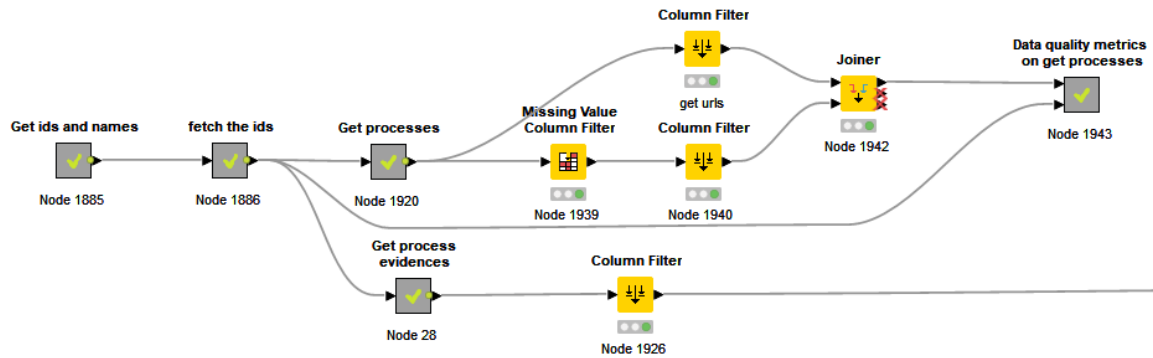 Column Filter
get urls
Joiner
Node 1942
Data quality metrics
on get processes
Node 1943
Get ids and names
Node 1885
fetch the ids
Node 1886
Get processes
Node 1920
Missing Value
Column Filter
Node 1939
Column Filter
Node 1940
Get process
evidences
Node 28
Column Filter
Node 1926